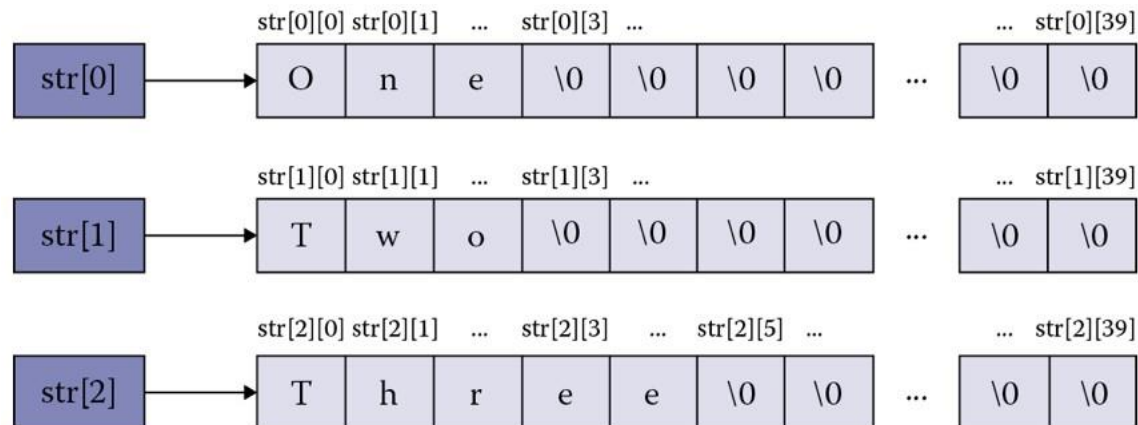 str[0][0] str[0][1] ... str[0][3] ... ... str[0][39]
str[0] O n e \0 \0 \0 \0 ... \0 \0
str[1][0] str[1][1] ... str[1][3] ... ... str[1][39]
str[1] T w o \0 \0 \0 \0 ... \0 \0
str[2][0] str[2][1] ... str[2][3] ... str[2][5] ... ... str[2][39]
str[2] T h r e e \0 \0 ... \0 \0